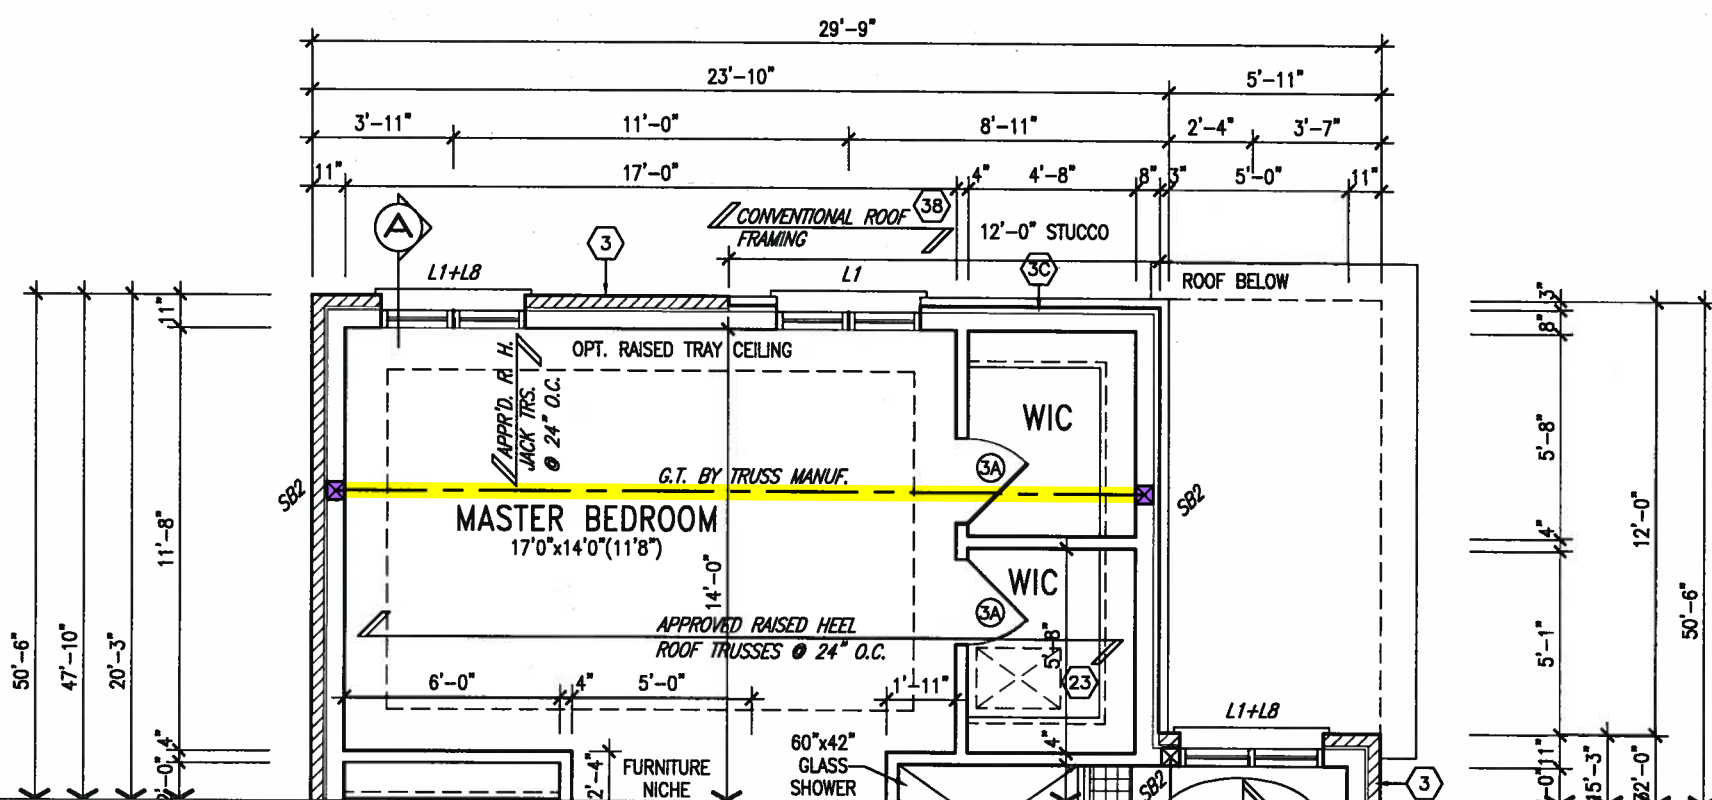 29'-9"
23'-10" 5'-11"
3'-11" 11'-0" 8'-11" 2'-4" 3'-7"
11" 17'-0" 4" 4'-8" 8" 3" 5'-0" 11"
A
CONVENTIONAL ROOF 38
FRAMING
12'-0" STUCCO
3
3C
L1+L8
L1
ROOF BELOW
11"
3"
8"
OPT. RAISED TRAY CEILING
APPR'D. R. H.
JACK TRS.
@ 24" O.C.
WIC
5'-8"
3A
G.T. BY TRUSS MANUF.
SB2
SB2
MASTER BEDROOM
17'0"x14'0"(11'8")
11'-8"
12'-0"
4"
14'-0"
WIC
3A
50'-6"
47'-10"
20'-3"
APPROVED RAISED HEEL
ROOF TRUSSES @ 24" O.C.
5'-8"
5'-1"
50'-6"
6'-0" 4" 5'-0" 1'-11"
23
L1+L8
4"
4"
2'-4"
FURNITURE
NICHE
60"x42"
GLASS
SHOWER
SB2
3
11"
15'-3"
32'-0"